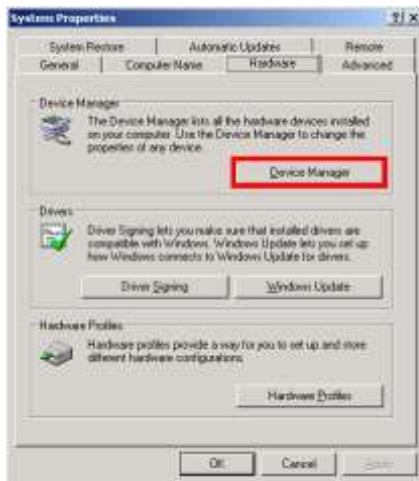 System Properties
System Restore
Automatic Updates
Remote
General
Computer Name
Hardware
Advanced
Device Manager
The Device Manager lists all the hardware devices installed
on your computer. Use the Device Manager to change the
properties of any device.
Device Manager
Drivers
Driver Signing lets you make sure that installed drivers are
compatible with Windows. Windows Update lets you set up
how Windows connects to Windows Update for drivers.
Driver Signing
Windows Update
Hardware Profiles
Hardware profiles provide a way for you to set up and store
different hardware configurations.
Hardware Profiles
OK
Cancel
Apply